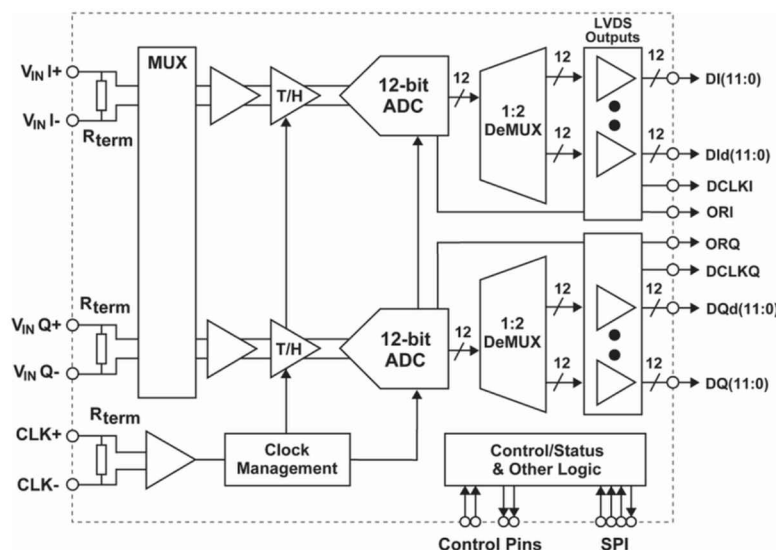 LVDS
Outputs
MUX
V_IN I+
T/H
12-bit
ADC
12
1:2
DeMUX
12
12
DI(11:0)
V_IN I-
R_term
12
12
DId(11:0)
DCLKI
ORI
ORQ
DCLKQ
R_term
V_IN Q+
12
12
DQd(11:0)
T/H
12-bit
ADC
12
1:2
DeMUX
V_IN Q-
12
12
DQ(11:0)
R_term
CLK+
Clock
Management
Control/Status
& Other Logic
CLK-
Control Pins
SPI